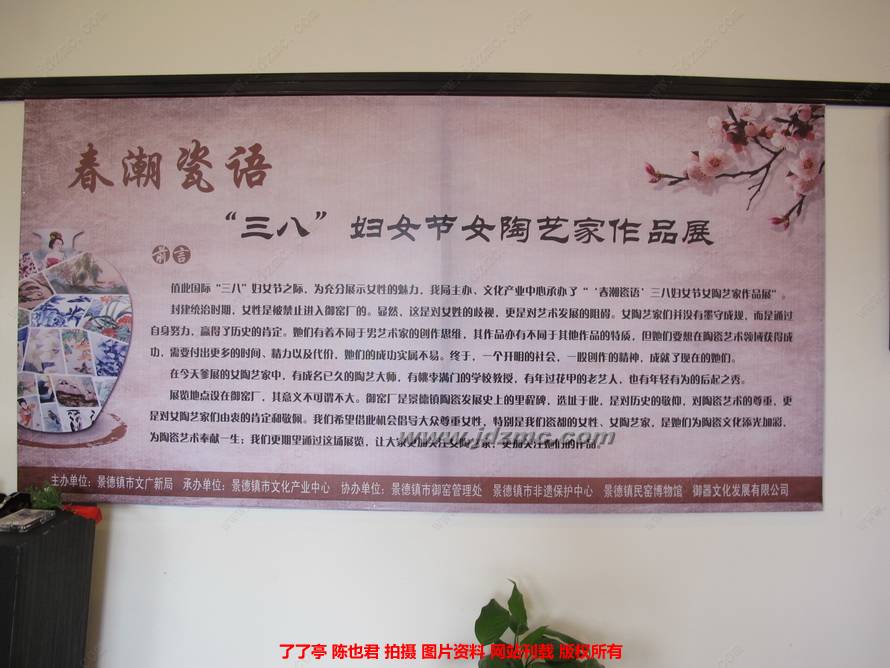 春潮瓷语
“三八”妇女节女陶艺家作品展
前言
值此国际“三八”妇女节之际，为充分展示女性的魅力，我局主办、文化产业中心承办了“‘春潮瓷语’三八妇女节女陶艺家作品展”。
封建统治时期，女性是被禁止进入御窑厂的。显然，这是对女性的歧视，更是对艺术发展的阻碍。女陶艺家们并没有墨守成规，而是通过
自身努力，赢得了历史的肯定。她们有着不同于男艺术家的创作思维，其作品亦有不同于其他作品的特质，但她们要想在陶瓷艺术领域获得成
功，需要付出更多的时间、精力以及代价，她们的成功实属不易。终于，一个开明的社会，一股创作的精神，成就了现在的她们。
在今天参展的女陶艺家中，有成名已久的陶艺大师，有桃李满门的学校教授，有年过花甲的老艺人，也有年轻有为的后起之秀。
展览地点设在御窑厂，其意义不可谓不大。御窑厂是景德镇陶瓷发展史上的里程碑，选址于此，是对历史的敬仰，对陶瓷艺术的尊重，更
是对女陶艺家们由衷的肯定和敬佩。我们希望借此机会倡导大众尊重女性，特别是我们瓷都的女性、女陶艺家，是她们为陶瓷文化添光加彩，
为陶瓷艺术奉献一生；我们更期望通过这场展览，让大家更加关注女陶艺家，更加关注她们的作品。
www.jdzmc.com
主办单位：景德镇市文广新局 承办单位：景德镇市文化产业中心 协办单位：景德镇市御窑管理处 景德镇市非遗保护中心 景德镇民窑博物馆 御器文化发展有限公司
了了亭 陈也君 拍摄 图片资料 网站刊载 版权所有